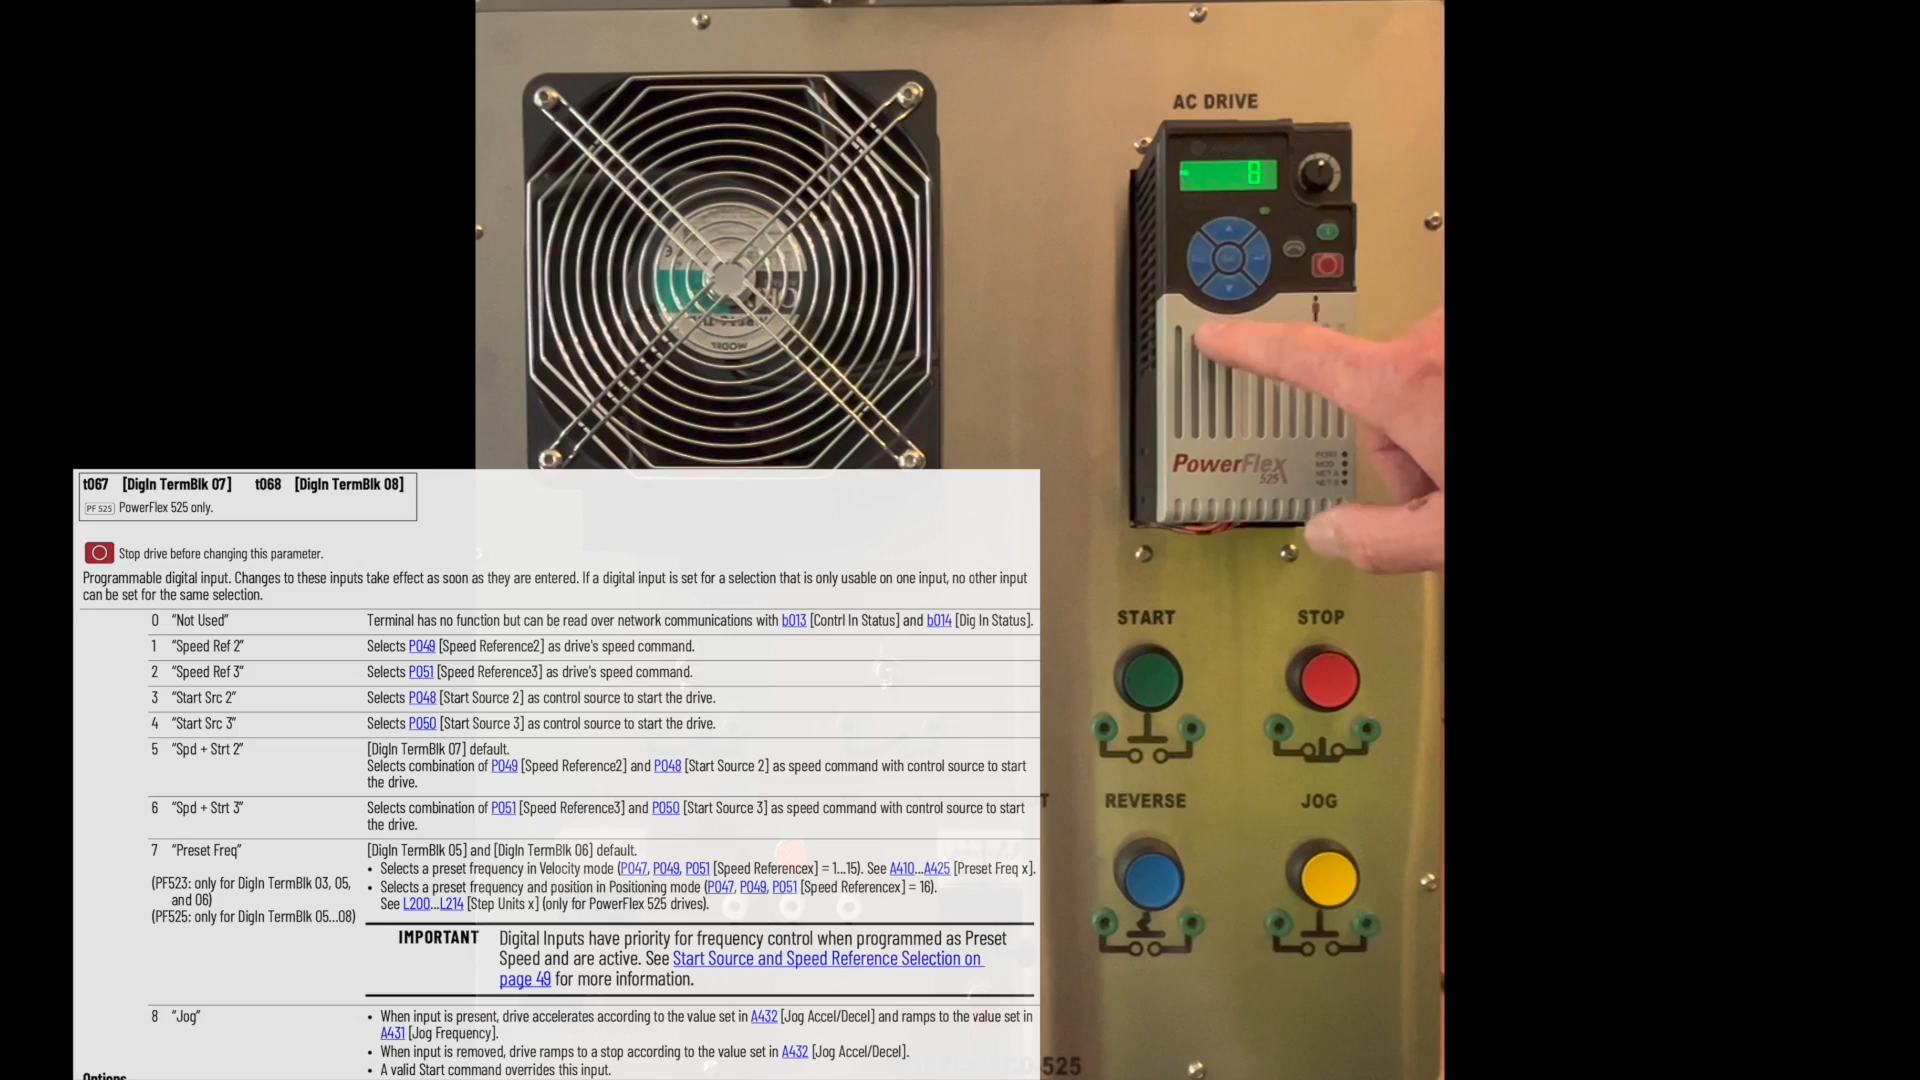 AC DRIVE
8
PowerFlex
525
PORT
MOD
NET A
NET B
START
STOP
REVERSE
JOG
525
MODEL
t067 [DigIn TermBlk 07] t068 [DigIn TermBlk 08]
PF 525 PowerFlex 525 only.
Stop drive before changing this parameter.
Programmable digital input. Changes to these inputs take effect as soon as they are entered. If a digital input is set for a selection that is only usable on one input, no other input
can be set for the same selection.
0 “Not Used” Terminal has no function but can be read over network communications with b013 [Contrl In Status] and b014 [Dig In Status].
1 “Speed Ref 2” Selects P049 [Speed Reference2] as drive's speed command.
2 “Speed Ref 3” Selects P051 [Speed Reference3] as drive's speed command.
3 “Start Src 2” Selects P048 [Start Source 2] as control source to start the drive.
4 “Start Src 3” Selects P050 [Start Source 3] as control source to start the drive.
5 “Spd + Strt 2” [DigIn TermBlk 07] default.
Selects combination of P049 [Speed Reference2] and P048 [Start Source 2] as speed command with control source to start
the drive.
6 “Spd + Strt 3” Selects combination of P051 [Speed Reference3] and P050 [Start Source 3] as speed command with control source to start
the drive.
7 “Preset Freq” [DigIn TermBlk 05] and [DigIn TermBlk 06] default.
(PF523: only for DigIn TermBlk 03, 05,
and 06)
(PF525: only for DigIn TermBlk 05...08)
• Selects a preset frequency in Velocity mode (P047, P049, P051 [Speed Referencex] = 1...15). See A410...A425 [Preset Freq x].
• Selects a preset frequency and position in Positioning mode (P047, P049, P051 [Speed Referencex] = 16).
See L200...L214 [Step Units x] (only for PowerFlex 525 drives).
IMPORTANT Digital Inputs have priority for frequency control when programmed as Preset
Speed and are active. See Start Source and Speed Reference Selection on
page 49 for more information.
8 “Jog” • When input is present, drive accelerates according to the value set in A432 [Jog Accel/Decel] and ramps to the value set in
A431 [Jog Frequency].
• When input is removed, drive ramps to a stop according to the value set in A432 [Jog Accel/Decel].
• A valid Start command overrides this input.
Options